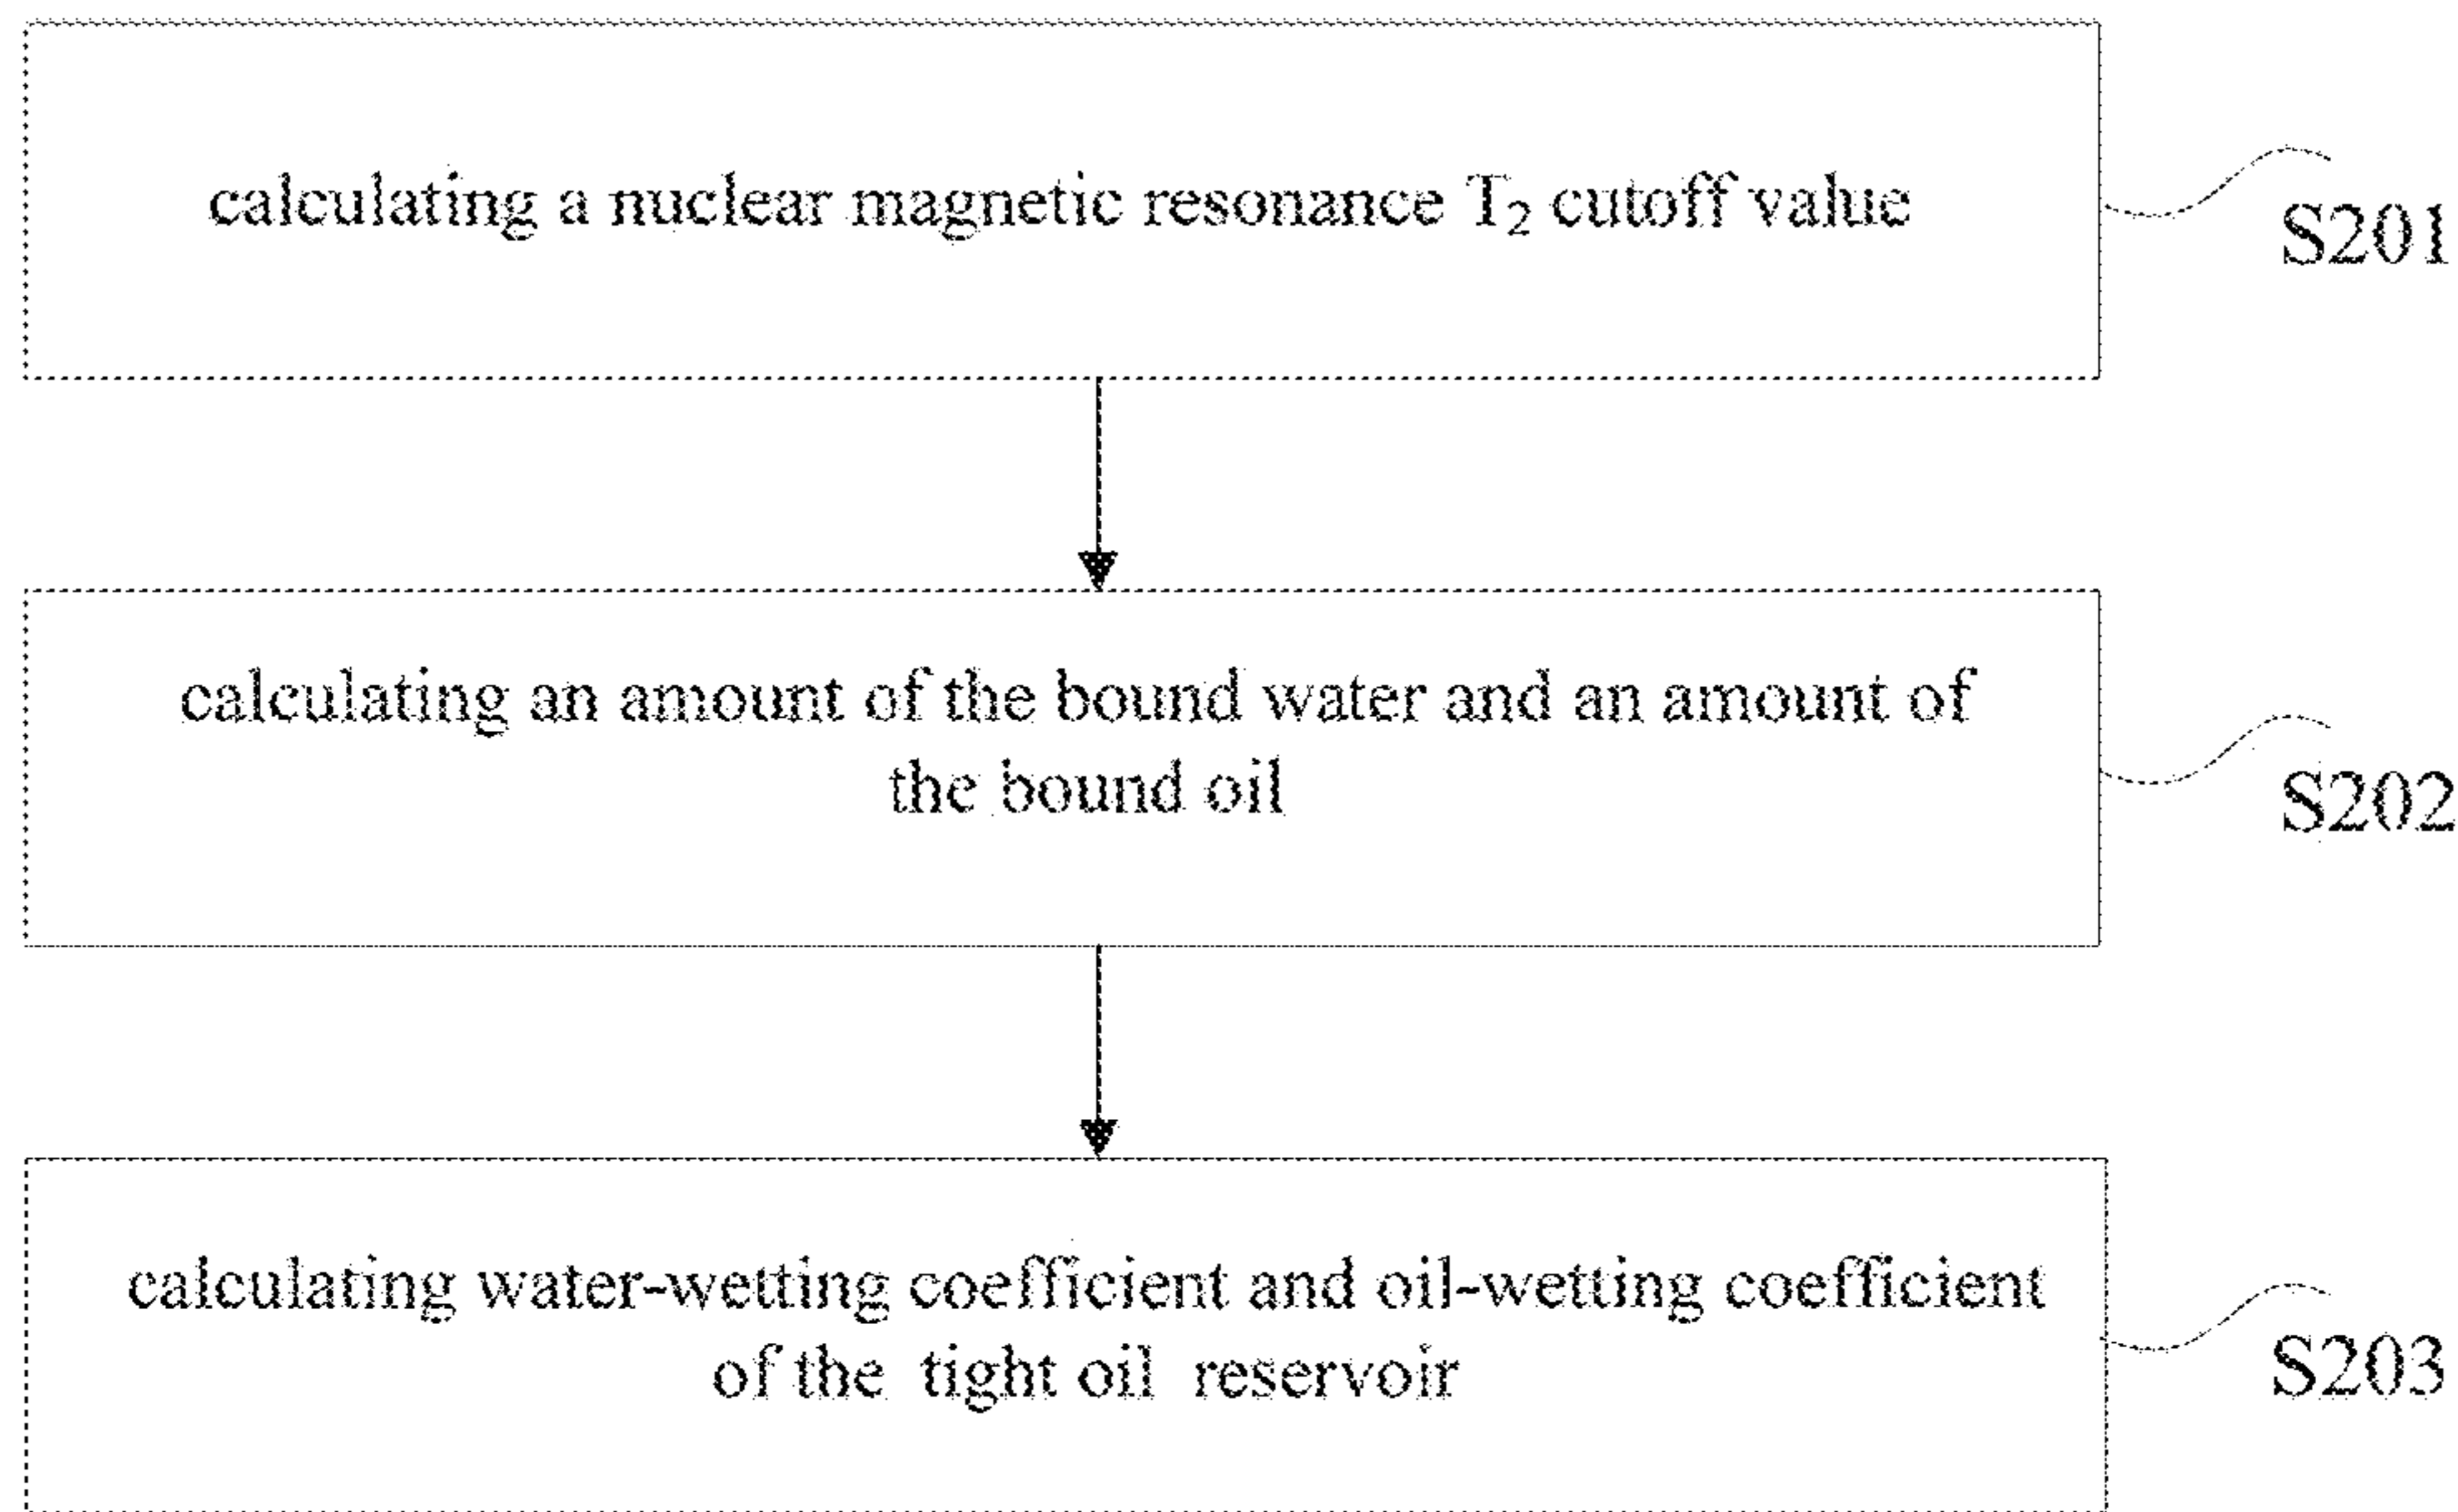 calculating a nuclear magnetic resonance T₂ cutoff value
S201
calculating an amount of the bound water and an amount of
the bound oil
S202
calculating water-wetting coefficient and oil-wetting coefficient
of the tight oil reservoir
S203